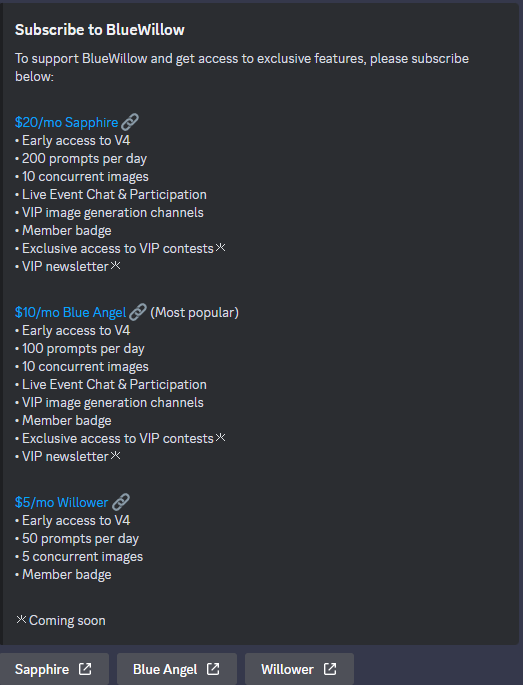 Subscribe to BlueWillow
To support BlueWillow and get access to exclusive features, please subscribe
below:
$20/mo Sapphire 🔗
• Early access to V4
• 200 prompts per day
• 10 concurrent images
• Live Event Chat & Participation
• VIP image generation channels
• Member badge
• Exclusive access to VIP contests※
• VIP newsletter※
$10/mo Blue Angel 🔗 (Most popular)
• Early access to V4
• 100 prompts per day
• 10 concurrent images
• Live Event Chat & Participation
• VIP image generation channels
• Member badge
• Exclusive access to VIP contests※
• VIP newsletter※
$5/mo Willower 🔗
• Early access to V4
• 50 prompts per day
• 5 concurrent images
• Member badge
※Coming soon
Sapphire Blue Angel Willower